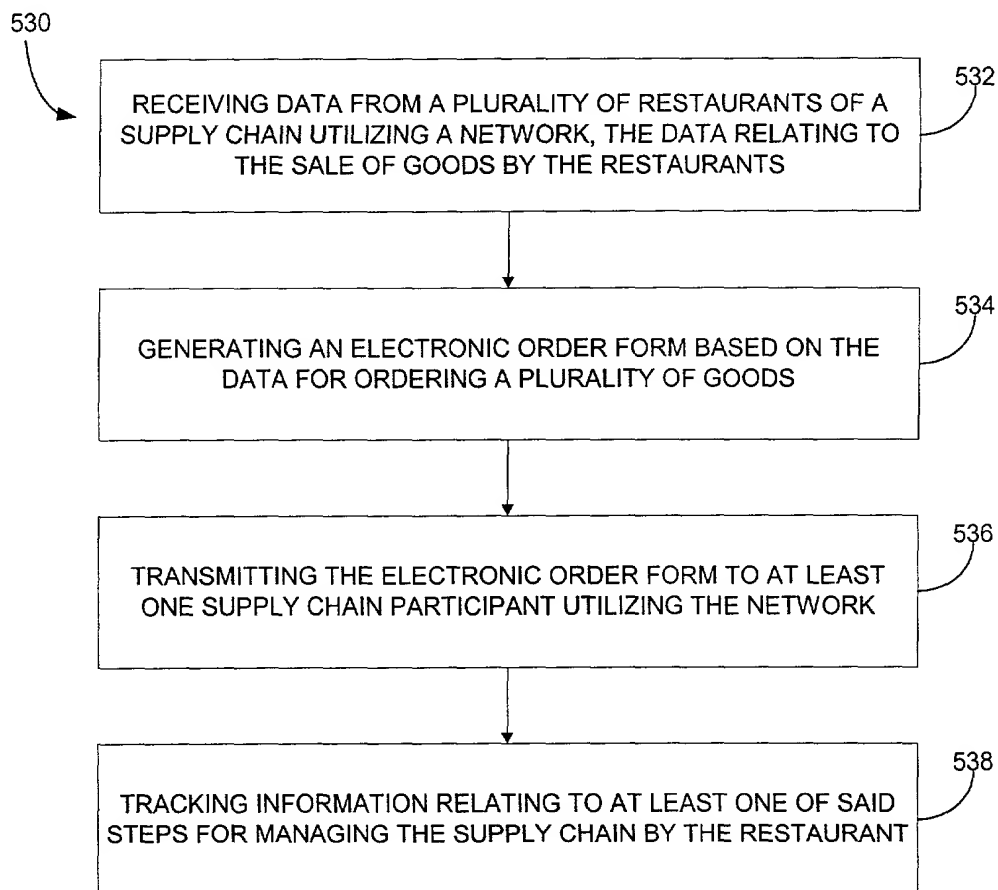 530
532
RECEIVING DATA FROM A PLURALITY OF RESTAURANTS OF A
SUPPLY CHAIN UTILIZING A NETWORK, THE DATA RELATING TO
THE SALE OF GOODS BY THE RESTAURANTS
534
GENERATING AN ELECTRONIC ORDER FORM BASED ON THE
DATA FOR ORDERING A PLURALITY OF GOODS
536
TRANSMITTING THE ELECTRONIC ORDER FORM TO AT LEAST
ONE SUPPLY CHAIN PARTICIPANT UTILIZING THE NETWORK
538
TRACKING INFORMATION RELATING TO AT LEAST ONE OF SAID
STEPS FOR MANAGING THE SUPPLY CHAIN BY THE RESTAURANT